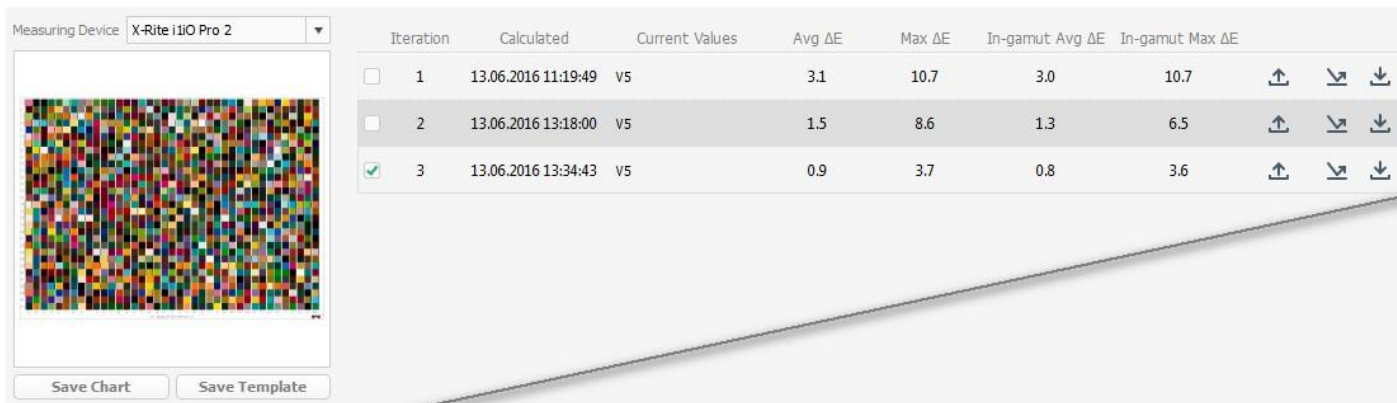 Measuring Device X-Rite i1iO Pro 2
Iteration Calculated Current Values Avg ΔE Max ΔE In-gamut Avg ΔE In-gamut Max ΔE
1 13.06.2016 11:19:49 V5 3.1 10.7 3.0 10.7
2 13.06.2016 13:18:00 V5 1.5 8.6 1.3 6.5
3 13.06.2016 13:34:43 V5 0.9 3.7 0.8 3.6
Save Chart Save Template